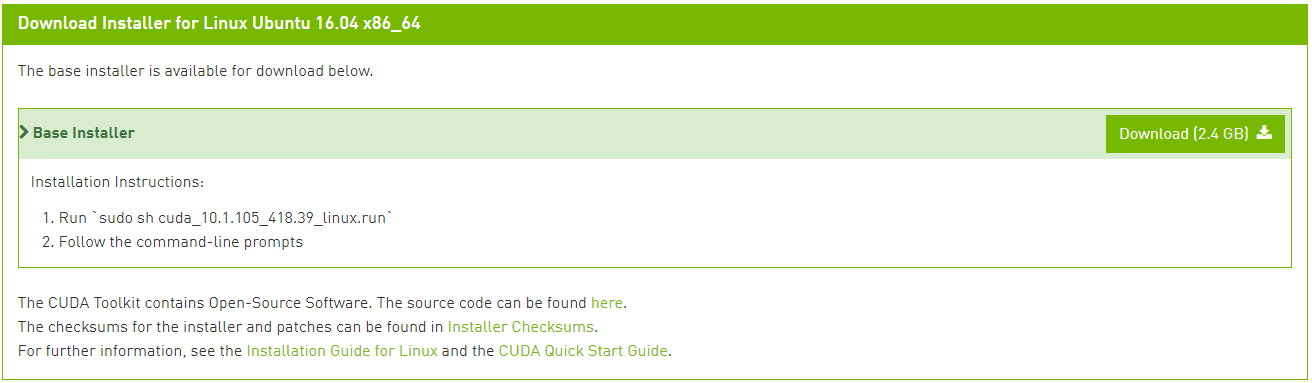 Download Installer for Linux Ubuntu 16.04 x86_64
The base installer is available for download below.
Base Installer
Download (2.4 GB)
Installation Instructions:
1. Run `sudo sh cuda_10.1.105_418.39_linux.run`
2. Follow the command-line prompts
The CUDA Toolkit contains Open-Source Software. The source code can be found here.
The checksums for the installer and patches can be found in Installer Checksums.
For further information, see the Installation Guide for Linux and the CUDA Quick Start Guide.